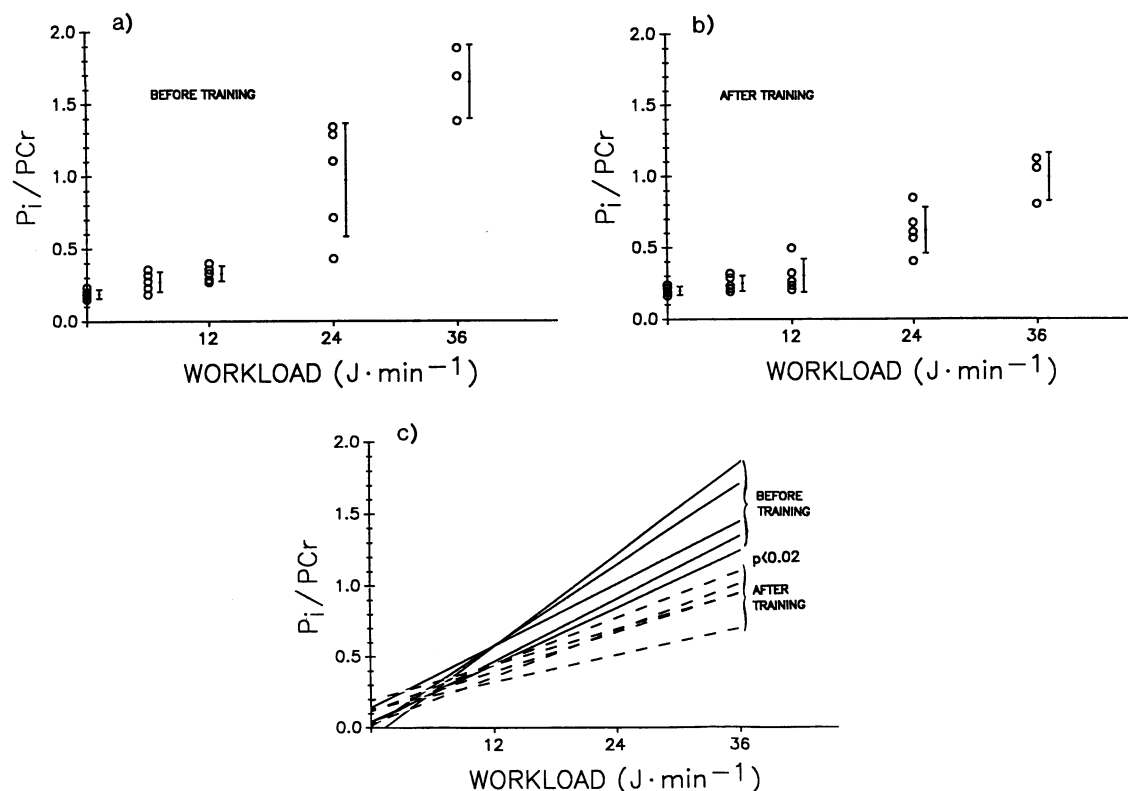 a)
2.0
1.5
1.0
0.5
0.0
Pi/PCr
BEFORE TRAINING
12 24 36
WORKLOAD (J·min⁻¹)
b)
2.0
1.5
1.0
0.5
0.0
Pi/PCr
AFTER TRAINING
12 24 36
WORKLOAD (J·min⁻¹)
c)
2.0
1.5
1.0
0.5
0.0
Pi/PCr
BEFORE
TRAINING
p<0.02
AFTER
TRAINING
12 24 36
WORKLOAD (J·min⁻¹)